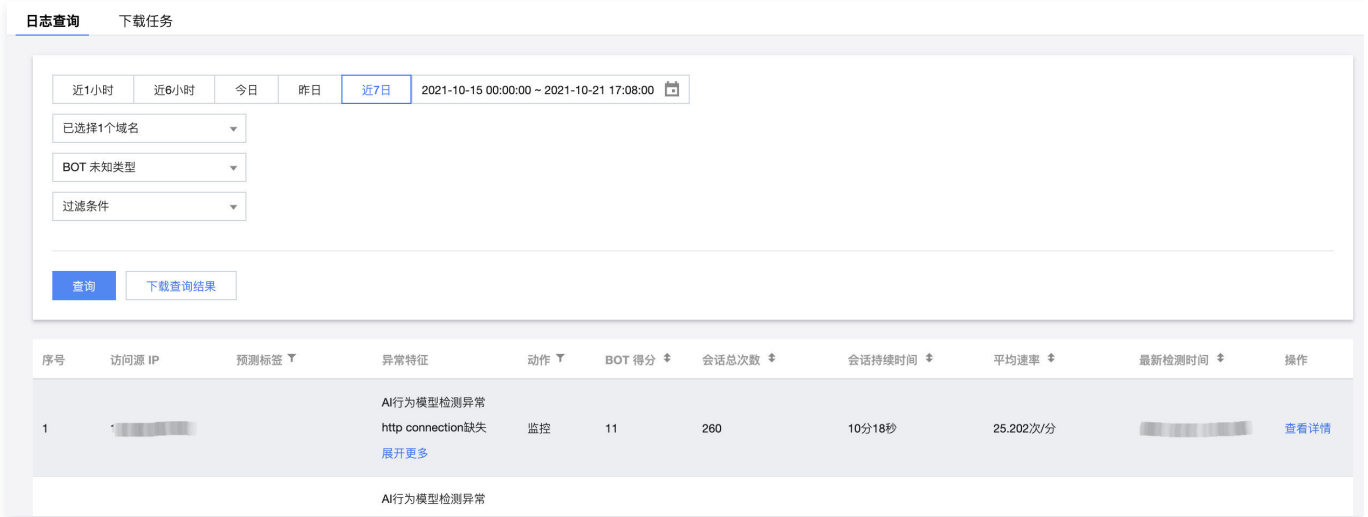 日志查询 下载任务
近1小时 近6小时 今日 昨日 近7日 2021-10-15 00:00:00 ~ 2021-10-21 17:08:00
已选择1个域名
BOT 未知类型
过滤条件
查询 下载查询结果
序号 访问源 IP 预测标签 异常特征 动作 BOT 得分 会话总次数 会话持续时间 平均速率 最新检测时间 操作
AI行为模型检测异常
1 http connection缺失 监控 11 260 10分18秒 25.202次/分 查看详情
展开更多
AI行为模型检测异常